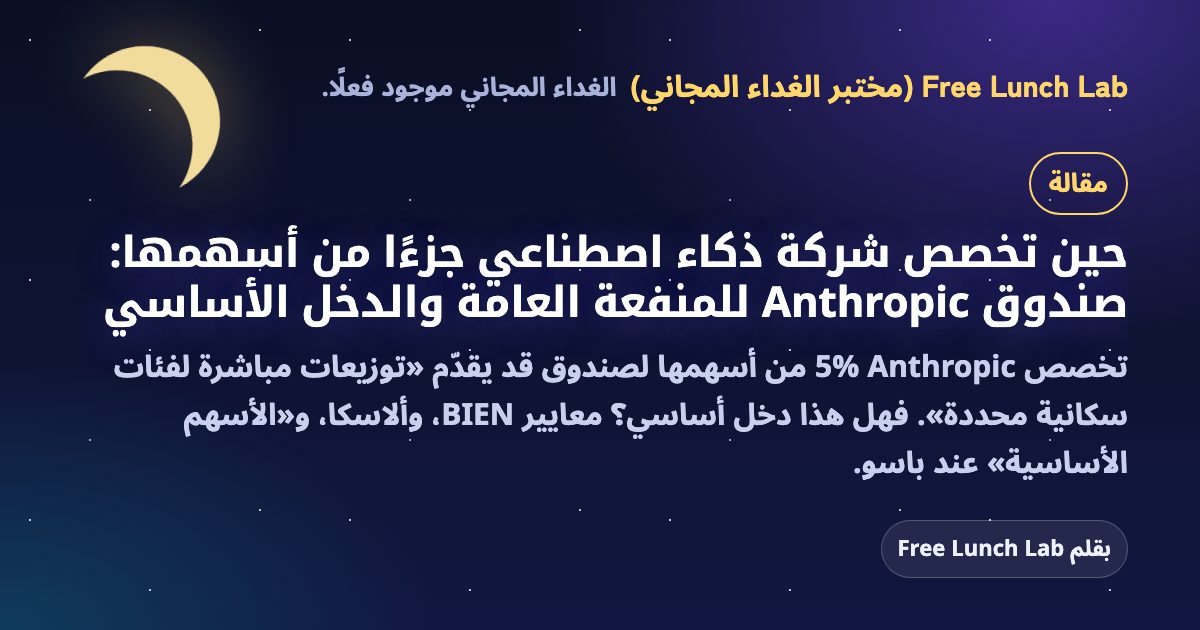 Free Lunch Lab (مختبر الغداء المجاني) الغداء المجاني موجود فعلًا.
مقالة
حين تخصص شركة ذكاء اصطناعي جزءًا من أسهمها:
صندوق Anthropic للمنفعة العامة والدخل الأساسي
تخصص Anthropic 5% من أسهمها لصندوق قد يقدّم «توزيعات مباشرة لفئات
سكانية محددة». فهل هذا دخل أساسي؟ معايير BIEN، وألاسكا، و«الأسهم
الأساسية» عند باسو.
بقلم Free Lunch Lab